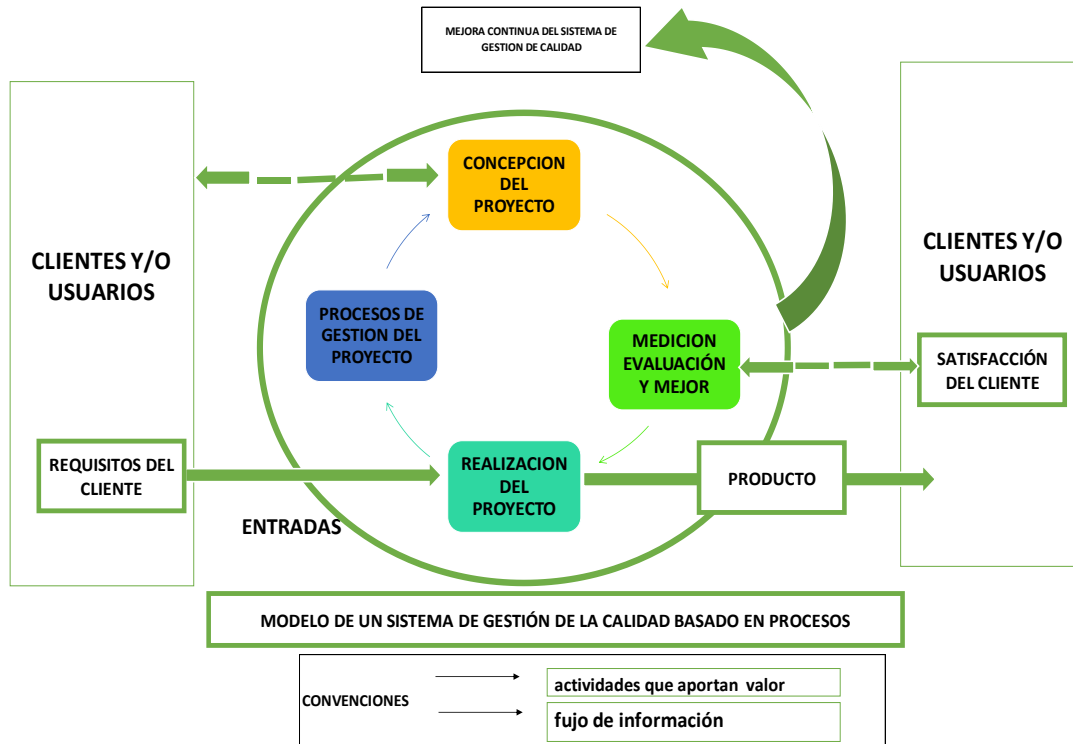 MEJORA CONTINUA DEL SISTEMA DE
GESTION DE CALIDAD
CLIENTES Y/O
USUARIOS
CONCEPCION
DEL
PROYECTO
CLIENTES Y/O
USUARIOS
PROCESOS DE
GESTION DEL
PROYECTO
MEDICION
EVALUACIÓN
Y MEJOR
SATISFACCIÓN
DEL CLIENTE
REQUISITOS DEL
CLIENTE
REALIZACION
DEL
PROYECTO
PRODUCTO
ENTRADAS
MODELO DE UN SISTEMA DE GESTIÓN DE LA CALIDAD BASADO EN PROCESOS
CONVENCIONES
actividades que aportan valor
fujo de información